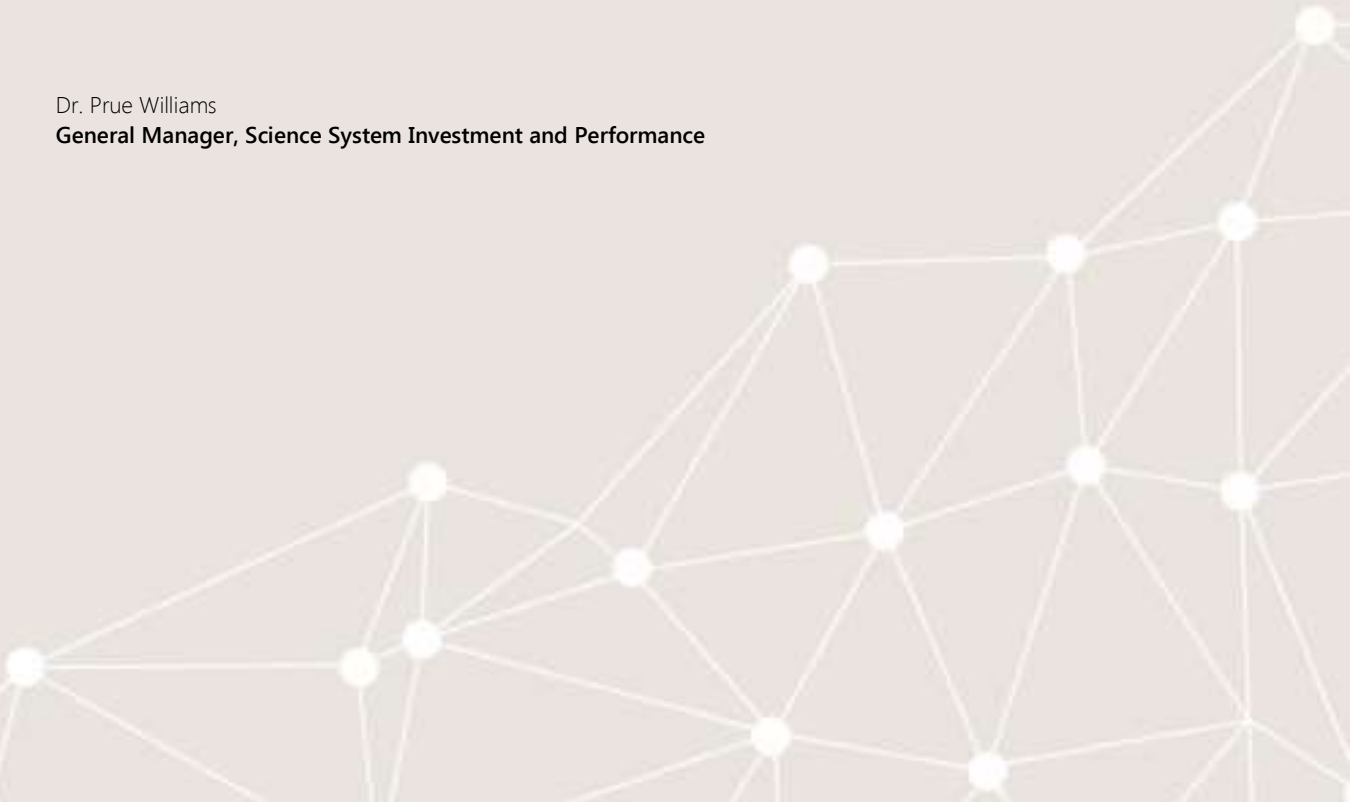 Dr. Prue Williams
General Manager, Science System Investment and Performance